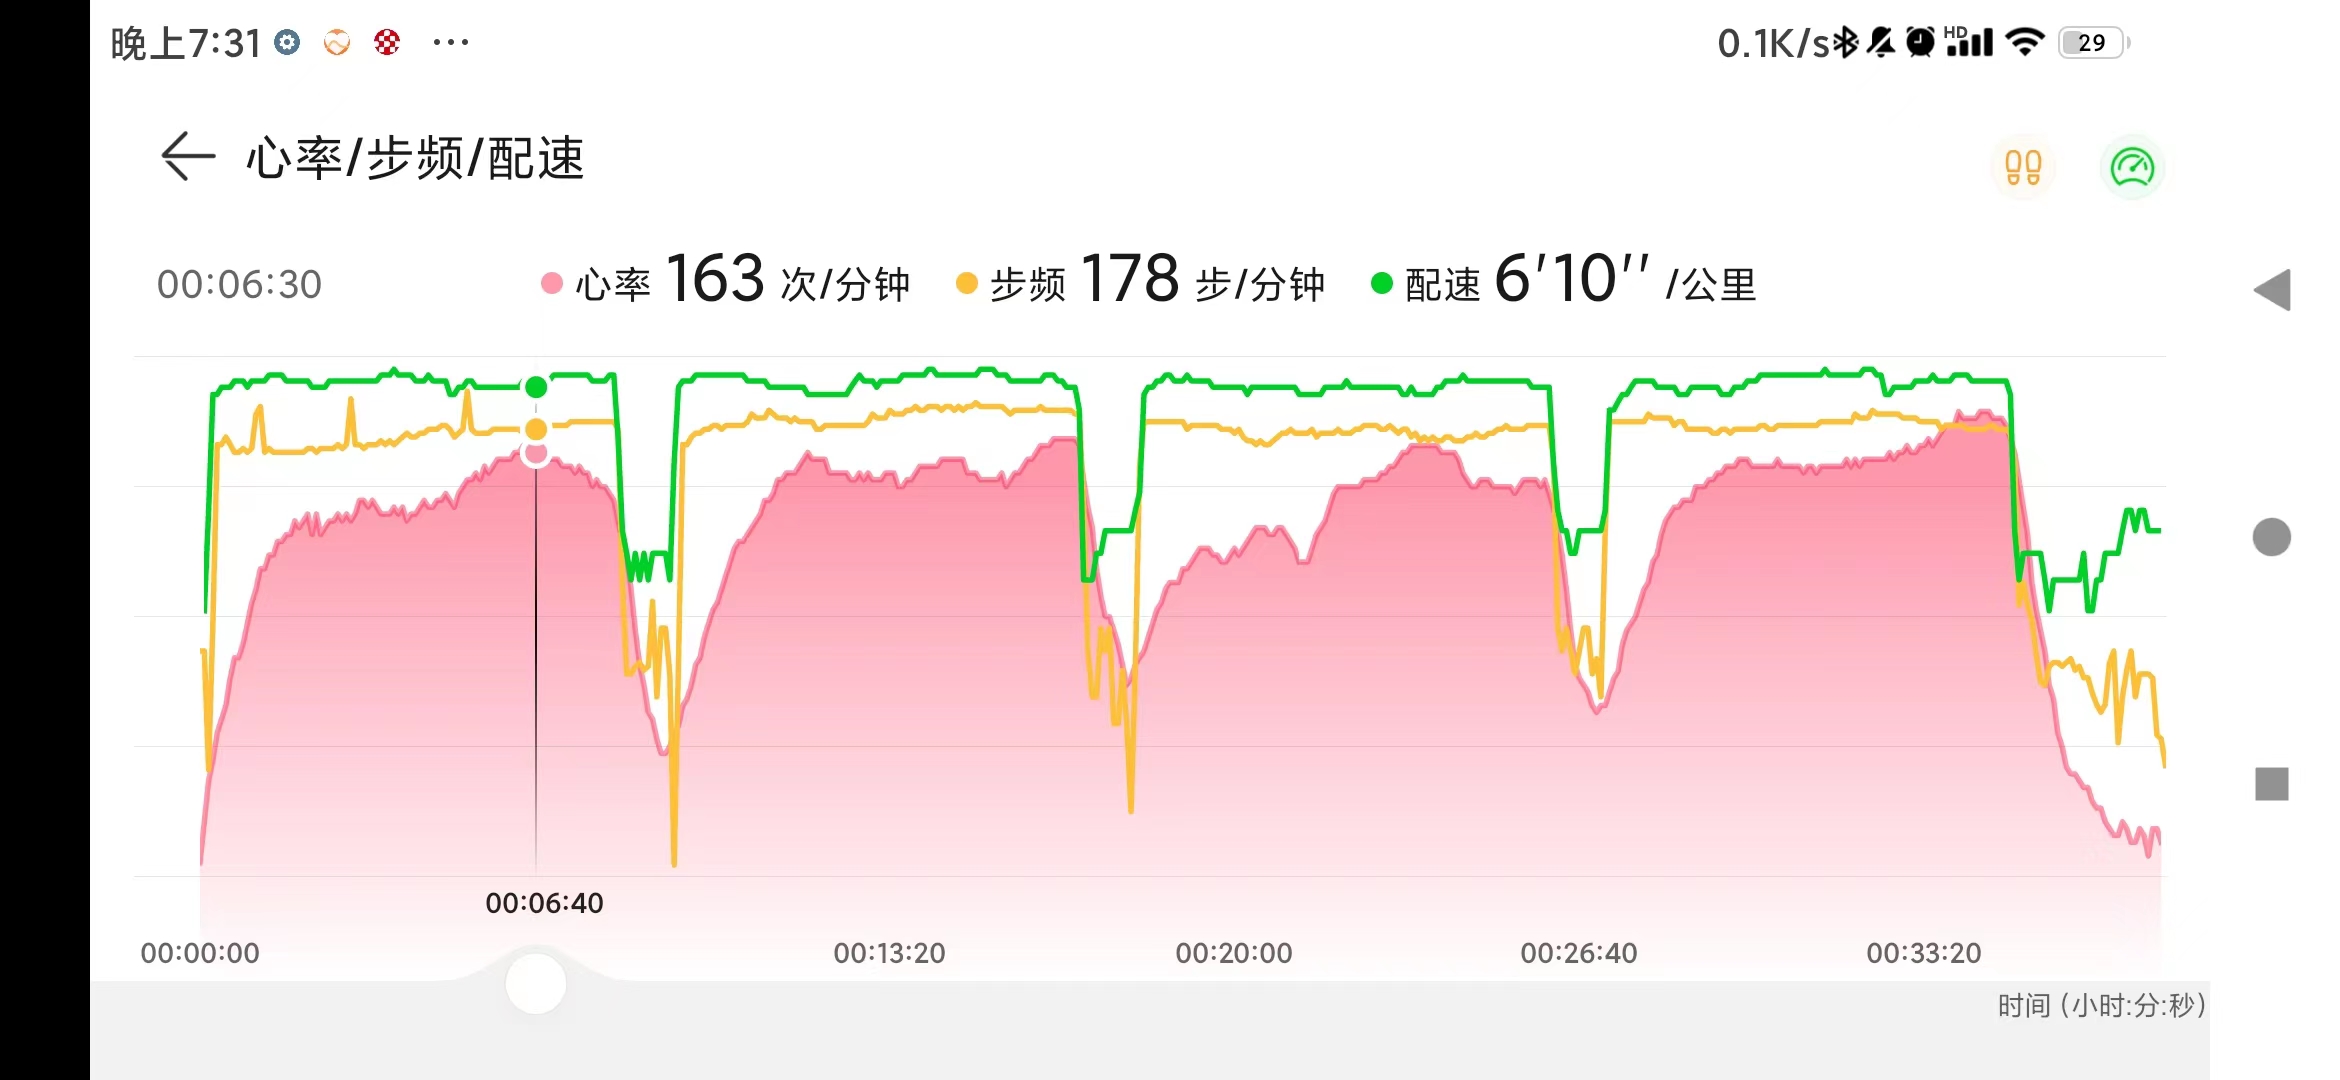 晚上7:31 ... 0.1K/s HD 29
心率/步频/配速
00:06:30 心率 163 次/分钟 步频 178 步/分钟 配速 6'10'' /公里
00:06:40
00:00:00 00:13:20 00:20:00 00:26:40 00:33:20
时间 (小时:分:秒)